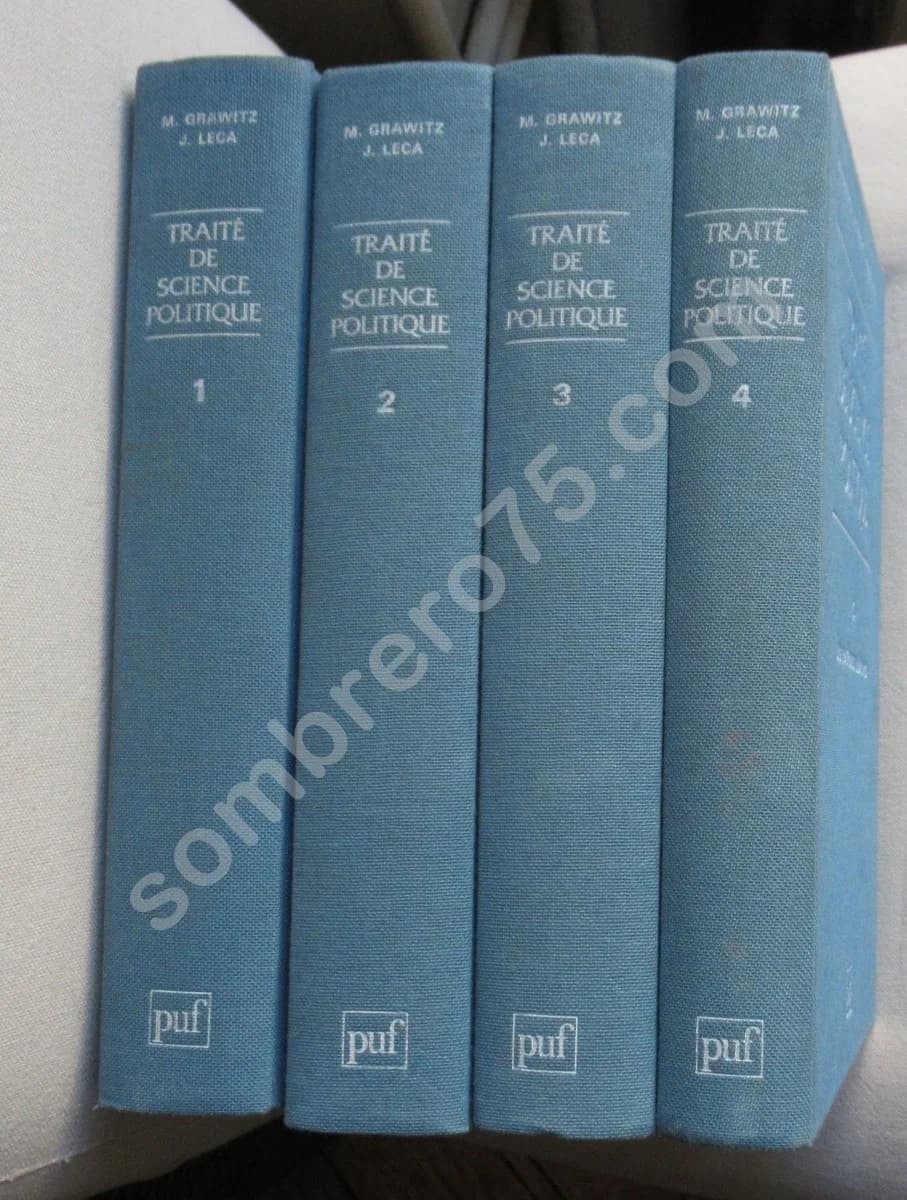 M. GRAWITZ
J. LECA
TRAITÉ
DE
SCIENCE
POLITIQUE
1
puf
M. GRAWITZ
J. LECA
TRAITÉ
DE
SCIENCE
POLITIQUE
2
puf
M. GRAWITZ
J. LECA
TRAITÉ
DE
SCIENCE
POLITIQUE
3
puf
M. GRAWITZ
J. LECA
TRAITÉ
DE
SCIENCE
POLITIQUE
4
puf
sombrero75.com